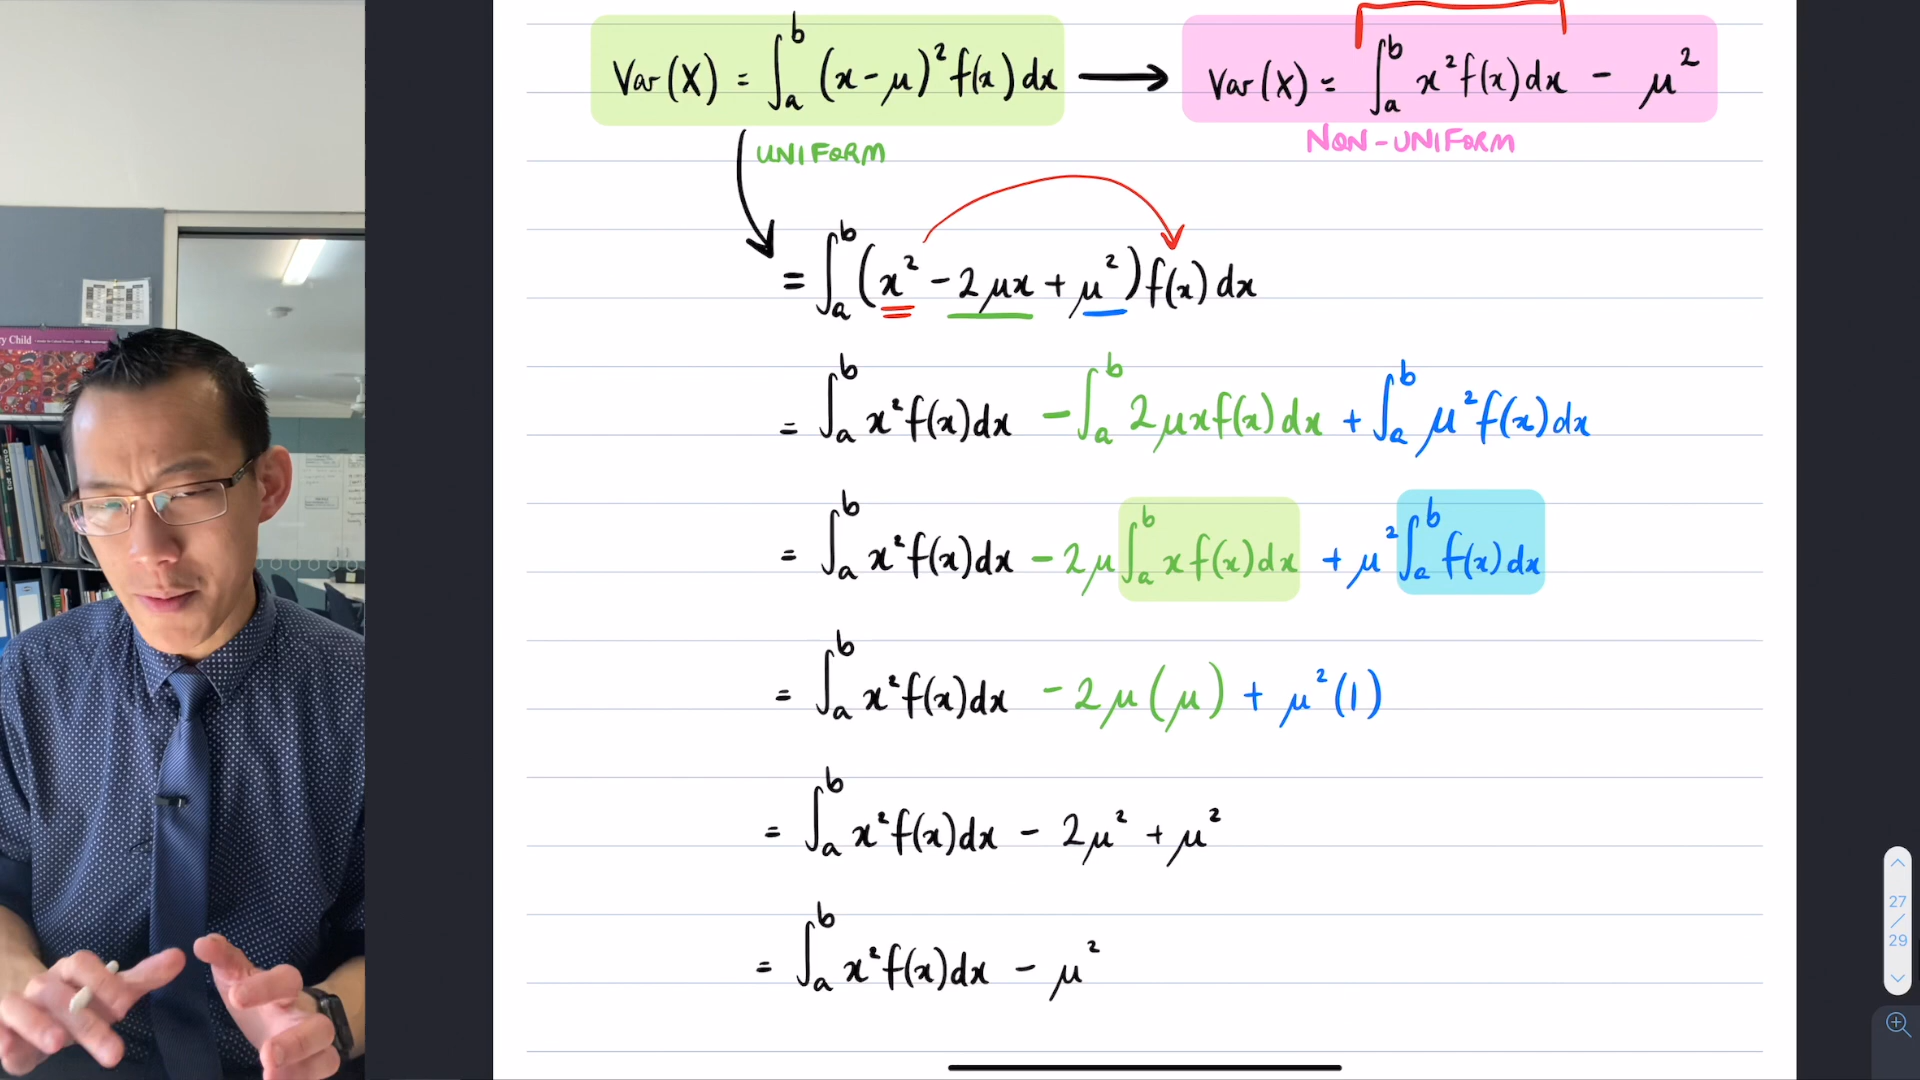 Var(X) = ∫ₐᵇ (x-μ)² f(x) dx → Var(X) = ∫ₐᵇ x² f(x) dx - μ²
UNIFORM
NON-UNIFORM
= ∫ₐᵇ (x² - 2μx + μ²) f(x) dx
= ∫ₐᵇ x² f(x) dx - ∫ₐᵇ 2μx f(x) dx + ∫ₐᵇ μ² f(x) dx
= ∫ₐᵇ x² f(x) dx - 2μ ∫ₐᵇ x f(x) dx + μ² ∫ₐᵇ f(x) dx
= ∫ₐᵇ x² f(x) dx - 2μ(μ) + μ²(1)
= ∫ₐᵇ x² f(x) dx - 2μ² + μ²
= ∫ₐᵇ x² f(x) dx - μ²
27
/
29
ry Child